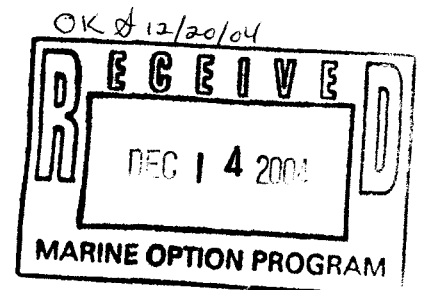 OK 12/20/04
RECEIVED
DEC 14 2004
MARINE OPTION PROGRAM